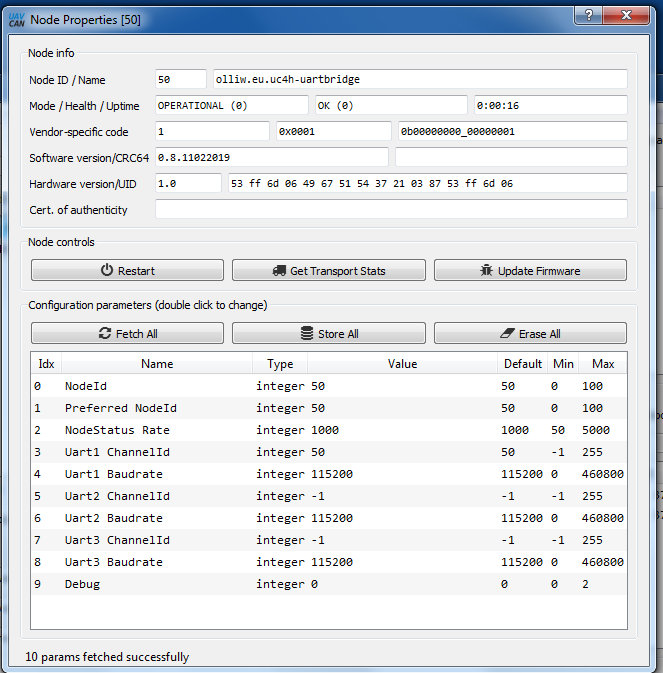 UAV
CAN
Node Properties [50]
?
Node info
Node ID / Name 50 olliw.eu.uc4h-uartbridge
Mode / Health / Uptime OPERATIONAL (0) OK (0) 0:00:16
Vendor-specific code 1 0x0001 0b00000000_00000001
Software version/CRC64 0.8.11022019
Hardware version/UID 1.0 53 ff 6d 06 49 67 51 54 37 21 03 87 53 ff 6d 06
Cert. of authenticity
Node controls
Restart Get Transport Stats Update Firmware
Configuration parameters (double click to change)
Fetch All Store All Erase All
Idx Name Type Value Default Min Max
0 NodeId integer 50 50 0 100
1 Preferred NodeId integer 50 50 0 100
2 NodeStatus Rate integer 1000 1000 50 5000
3 Uart1 ChannelId integer 50 50 -1 255
4 Uart1 Baudrate integer 115200 115200 0 460800
5 Uart2 ChannelId integer -1 -1 -1 255
6 Uart2 Baudrate integer 115200 115200 0 460800
7 Uart3 ChannelId integer -1 -1 -1 255
8 Uart3 Baudrate integer 115200 115200 0 460800
9 Debug integer 0 0 0 2
10 params fetched successfully